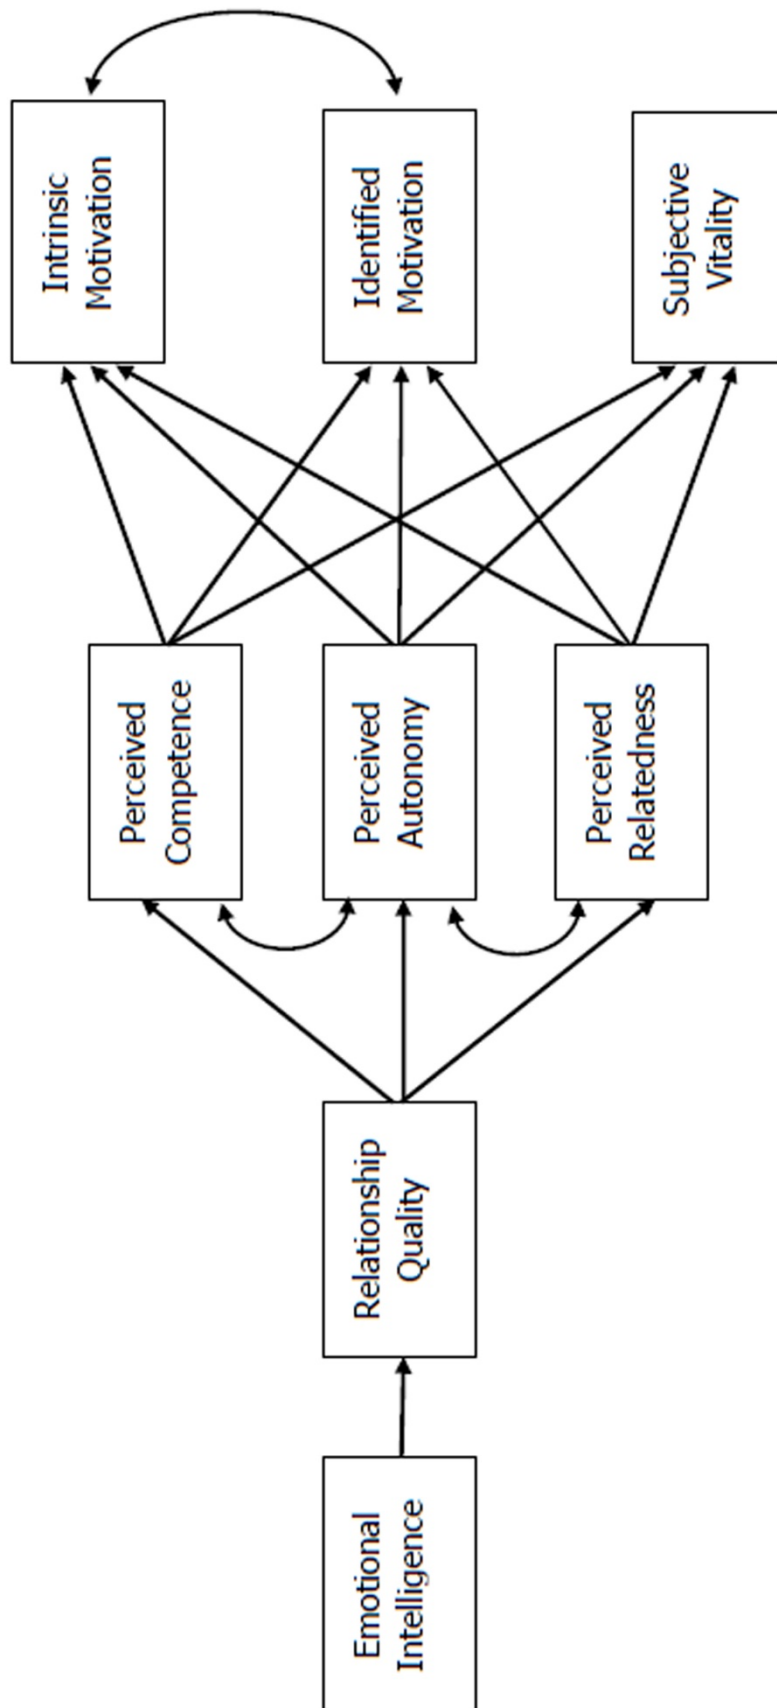 Emotional
Intelligence
Relationship
Quality
Perceived
Competence
Perceived
Autonomy
Perceived
Relatedness
Intrinsic
Motivation
Identified
Motivation
Subjective
Vitality